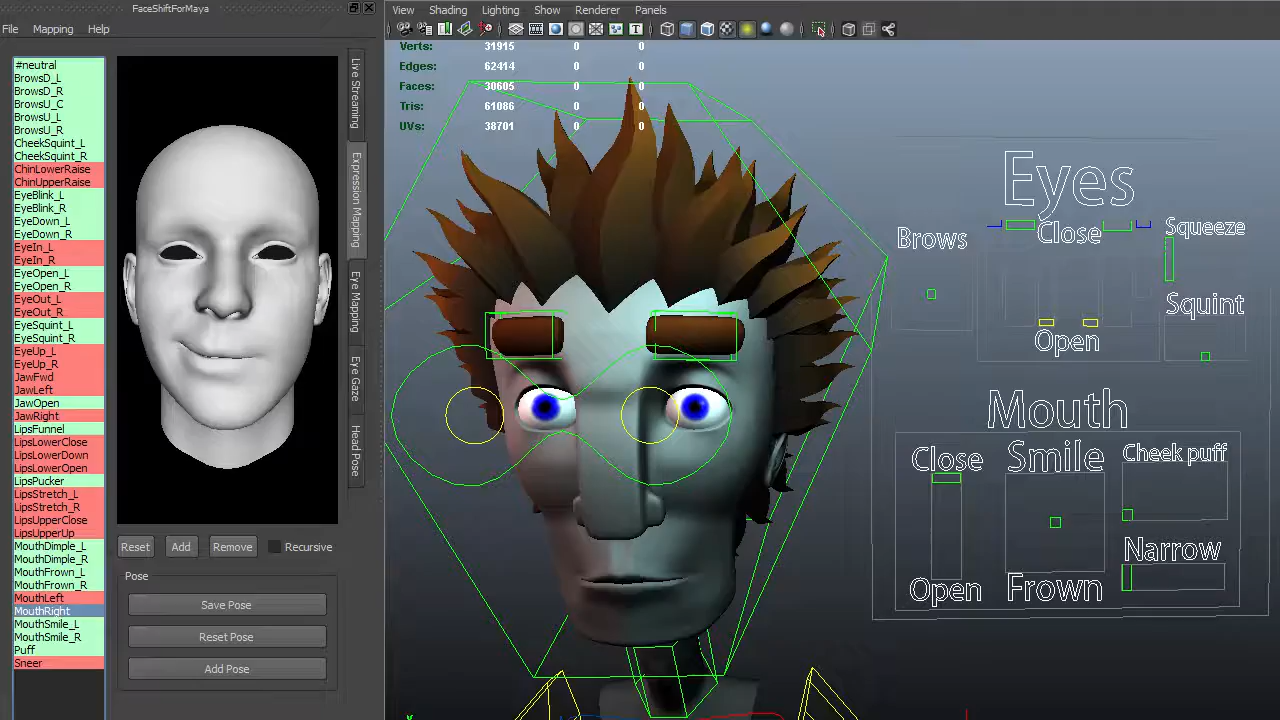 FaceShiftForMaya
File Mapping Help
#neutral
BrowsD_L
BrowsD_R
BrowsU_C
BrowsU_L
BrowsU_R
CheekSquint_L
CheekSquint_R
ChinLowerRaise
ChinUpperRaise
EyeBlink_L
EyeBlink_R
EyeDown_L
EyeDown_R
EyeIn_L
EyeIn_R
EyeOpen_L
EyeOpen_R
EyeOut_L
EyeOut_R
EyeSquint_L
EyeSquint_R
EyeUp_L
EyeUp_R
JawFwd
JawLeft
JawOpen
JawRight
LipsFunnel
LipsLowerClose
LipsLowerDown
LipsLowerOpen
LipsPucker
LipsStretch_L
LipsStretch_R
LipsUpperClose
LipsUpperUp
MouthDimple_L
MouthDimple_R
MouthFrown_L
MouthFrown_R
MouthLeft
MouthRight
MouthSmile_L
MouthSmile_R
Puff
Sneer
Live Streaming
Expression Mapping
Eye Mapping
Eye Gaze
Head Pose
Reset Add Remove Recursive
Pose
Save Pose
Reset Pose
Add Pose
View Shading Lighting Show Renderer Panels
T
Verts: 31915 0 0
Edges: 62414 0 0
Faces: 30605 0 0
Tris: 61086 0 0
UVs: 38701 0 0
Eyes
Brows
Close
Squeeze
Squint
Open
Mouth
Close
Smile
Cheek puff
Narrow
Open
Frown
Y